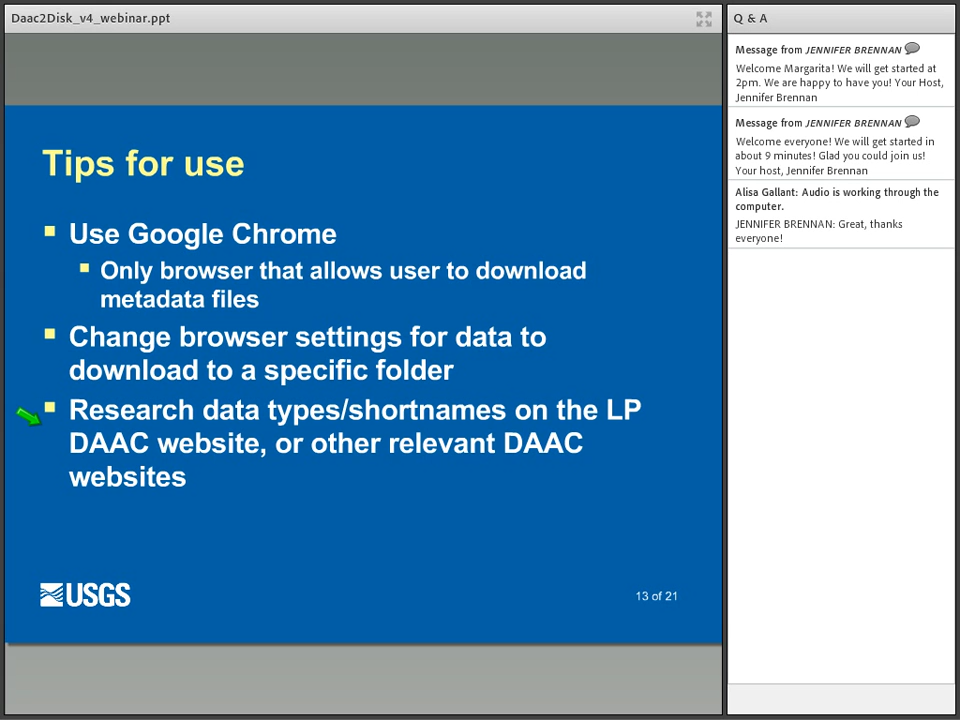 Daac2Disk_v4_webinar.ppt
Tips for use
Use Google Chrome
Only browser that allows user to download
metadata files
Change browser settings for data to
download to a specific folder
Research data types/shortnames on the LP
DAAC website, or other relevant DAAC
websites
USGS
13 of 21
Q & A
Message from JENNIFER BRENNAN
Welcome Margarita! We will get started at
2pm. We are happy to have you! Your Host,
Jennifer Brennan
Message from JENNIFER BRENNAN
Welcome everyone! We will get started in
about 9 minutes! Glad you could join us!
Your host, Jennifer Brennan
Alisa Gallant: Audio is working through the
computer.
JENNIFER BRENNAN: Great, thanks
everyone!